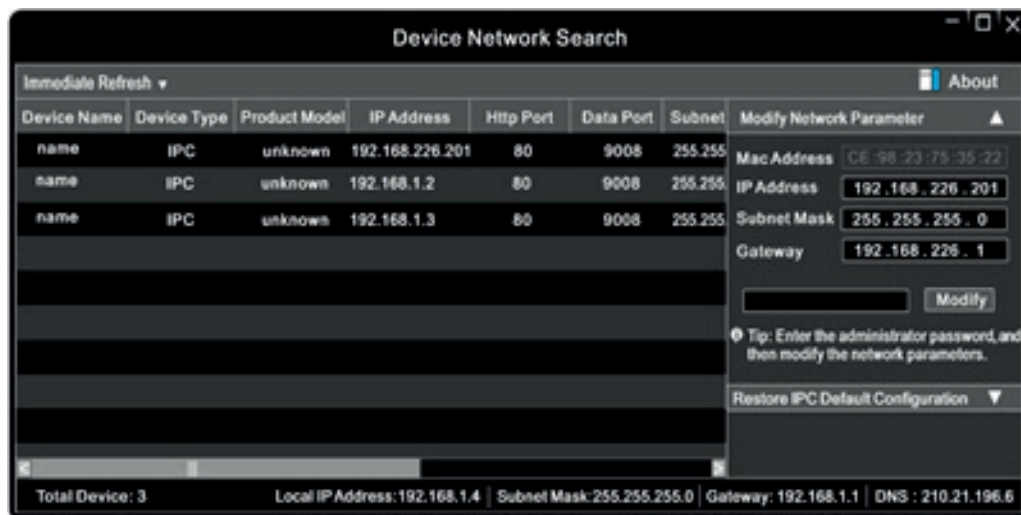 Device Network Search
Immediate Refresh
About
Device Name Device Type Product Model IP Address Http Port Data Port Subnet
name IPC unknown 192.168.226.201 80 9008 255.255
name IPC unknown 192.168.1.2 80 9008 255.255.
name IPC unknown 192.168.1.3 80 9008 255.255.
Modify Network Parameter
Mac Address CE:98:23:75:35:22
IP Address 192.168.226.201
Subnet Mask 255.255.255.0
Gateway 192.168.226.1
Modify
Tip: Enter the administrator password, and
then modify the network parameters.
Restore IPC Default Configuration
Total Device: 3 Local IP Address:192.168.1.4 Subnet Mask:255.255.255.0 Gateway: 192.168.1.1 DNS : 210.21.196.6